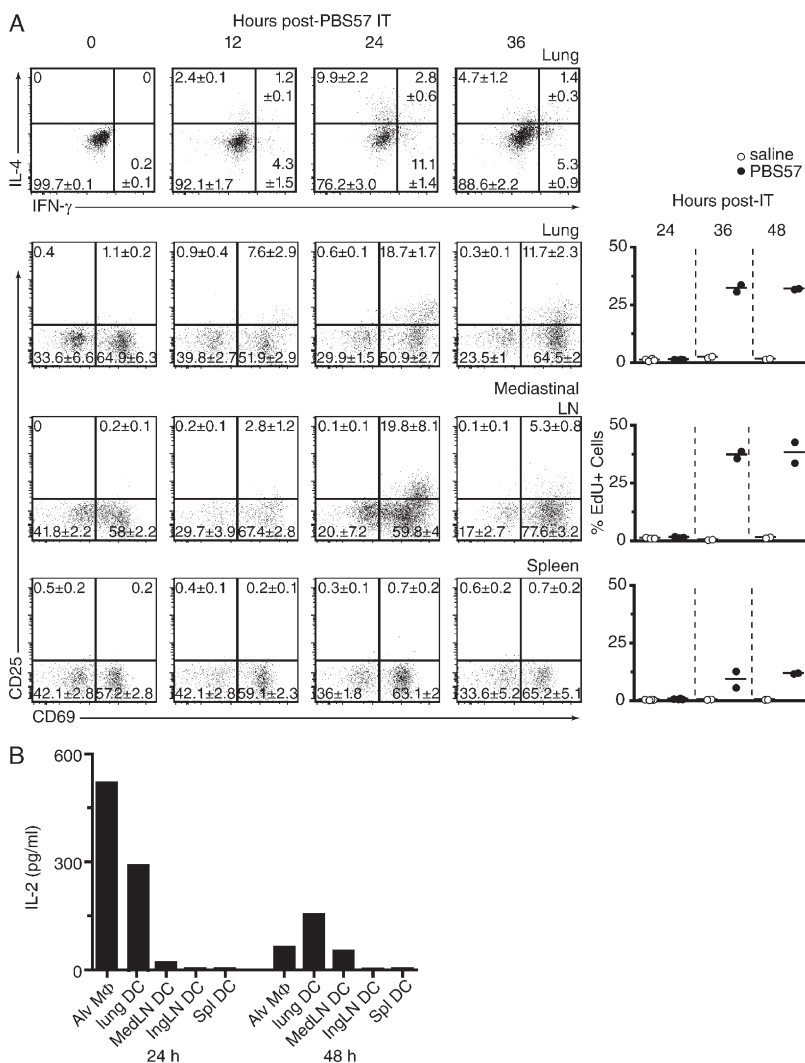 A
Hours post-PBS57 IT
0 12 24 36
Lung
0 0
2.4±0.1 1.2
±0.1
9.9±2.2 2.8
±0.6
4.7±1.2 1.4
±0.3
IL-4
0.2
99.7±0.1 ±0.1
4.3
92.1±1.7 ±1.5
11.1
76.2±3.0 ±1.4
5.3
88.6±2.2 ±0.9
IFN-γ
saline
PBS57
Hours post-IT
24 36 48
Lung
0.4 1.1±0.2
0.9±0.4 7.6±2.9
0.6±0.1 18.7±1.7
0.3±0.1 11.7±2.3
33.6±6.6 64.9±6.3
39.8±2.7 51.9±2.9
29.9±1.5 50.9±2.7
23.5±1 64.5±2
50
25
0
Mediastinal
LN
0 0.2±0.1
0.2±0.1 2.8±1.2
0.1±0.1 19.8±8.1
0.1±0.1 5.3±0.8
41.8±2.2 58±2.2
29.7±3.9 67.4±2.8
20.±7.2 59.8±4
17±2.7 77.6±3.2
50
25
0
% EdU+ Cells
Spleen
0.5±0.2 0.2
0.4±0.1 0.2±0.1
0.3±0.1 0.7±0.2
0.6±0.2 0.7±0.2
42.1±2.8 57.2±2.8
42.1±2.8 59.1±2.3
36±1.8 63.1±2
33.6±5.2 65.2±5.1
50
25
0
CD25
CD69
B
600
300
0
IL-2 (pg/ml)
Alv MΦ
lung DC
MedLN DC
IngLN DC
Spl DC
24 h
Alv MΦ
lung DC
MedLN DC
IngLN DC
Spl DC
48 h